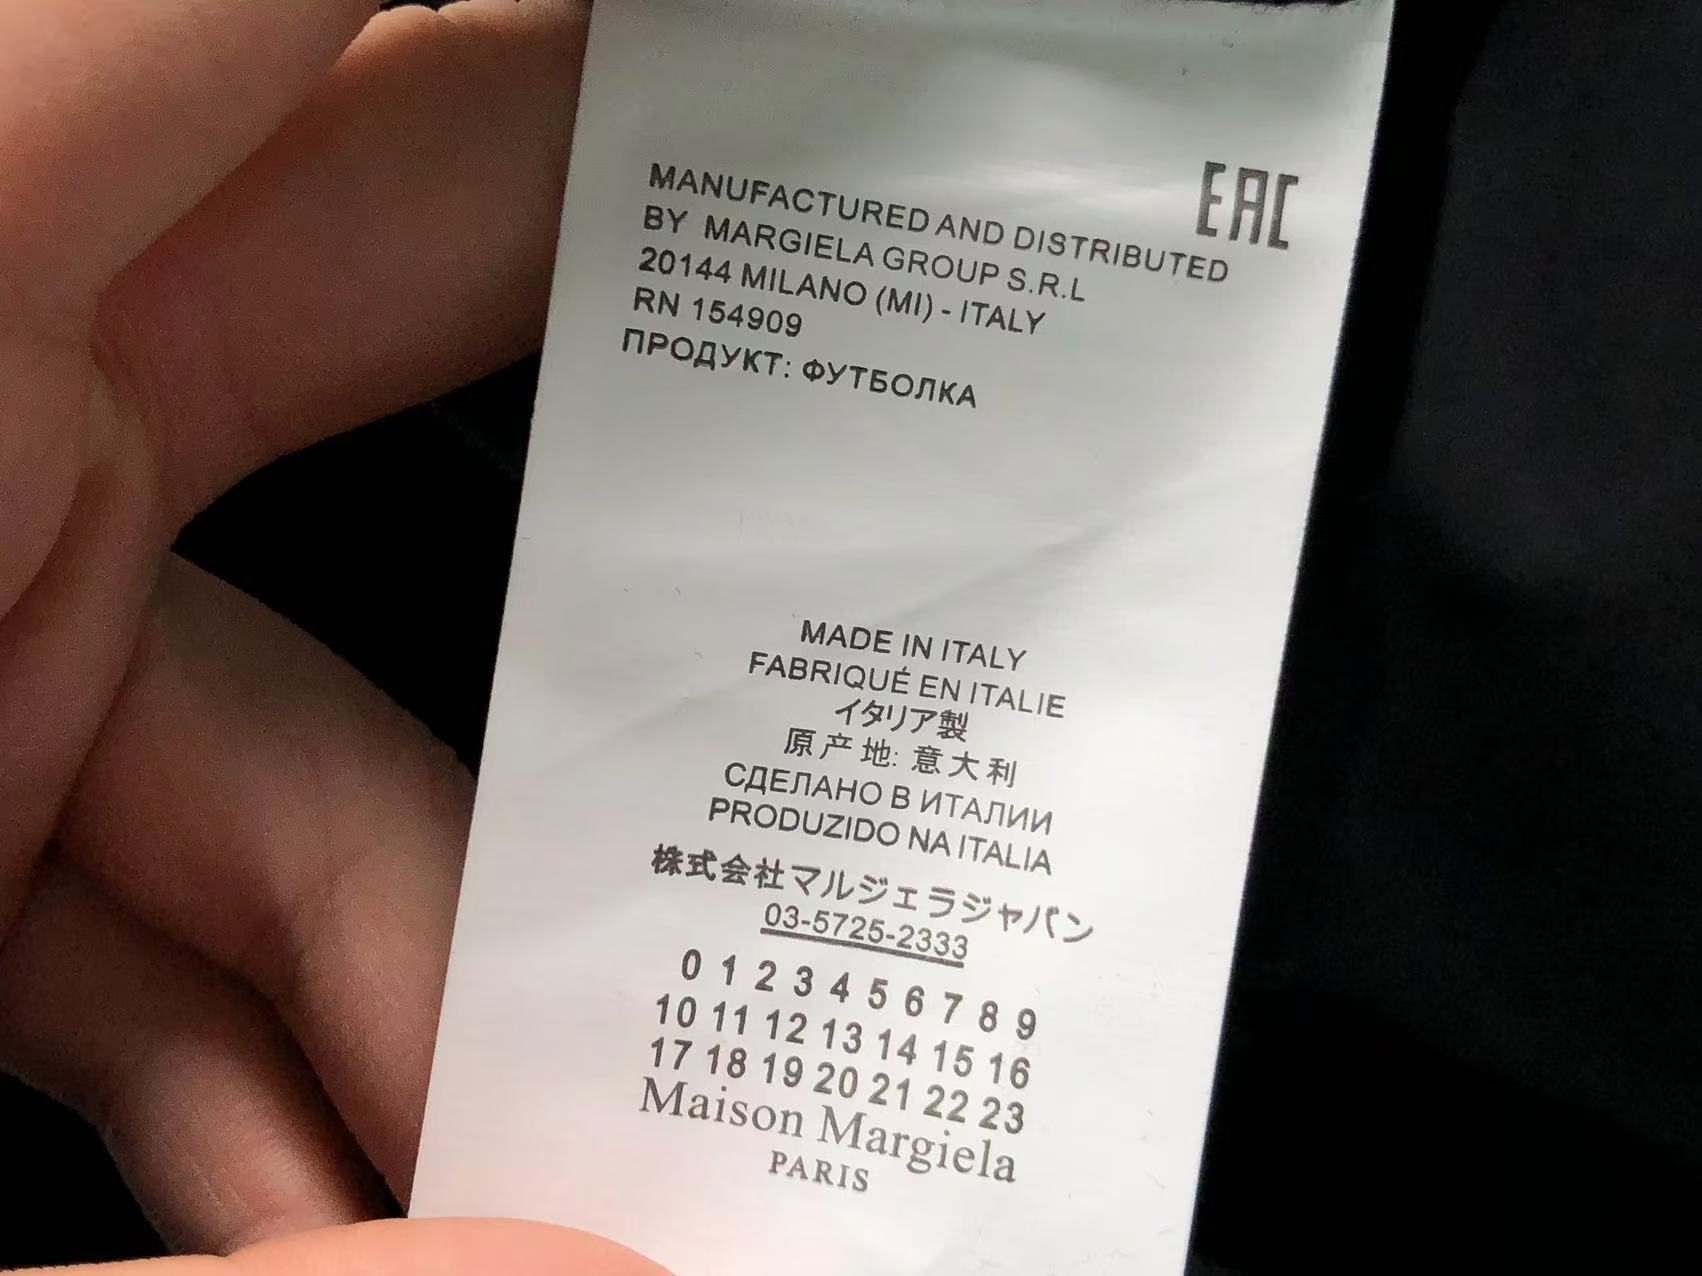 EAC
MANUFACTURED AND DISTRIBUTED
BY MARGIELA GROUP S.R.L
20144 MILANO (MI) - ITALY
RN 154909
ПРОДУКТ: ФУТБОЛКА
MADE IN ITALY
FABRIQUÉ EN ITALIE
イタリア製
原产地: 意大利
СДЕЛАНО В ИТАЛИИ
PRODUZIDO NA ITALIA
株式会社マルジェラジャパン
03-5725-2333
0 1 2 3 4 5 6 7 8 9
10 11 12 13 14 15 16
17 18 19 20 21 22 23
Maison Margiela
PARIS